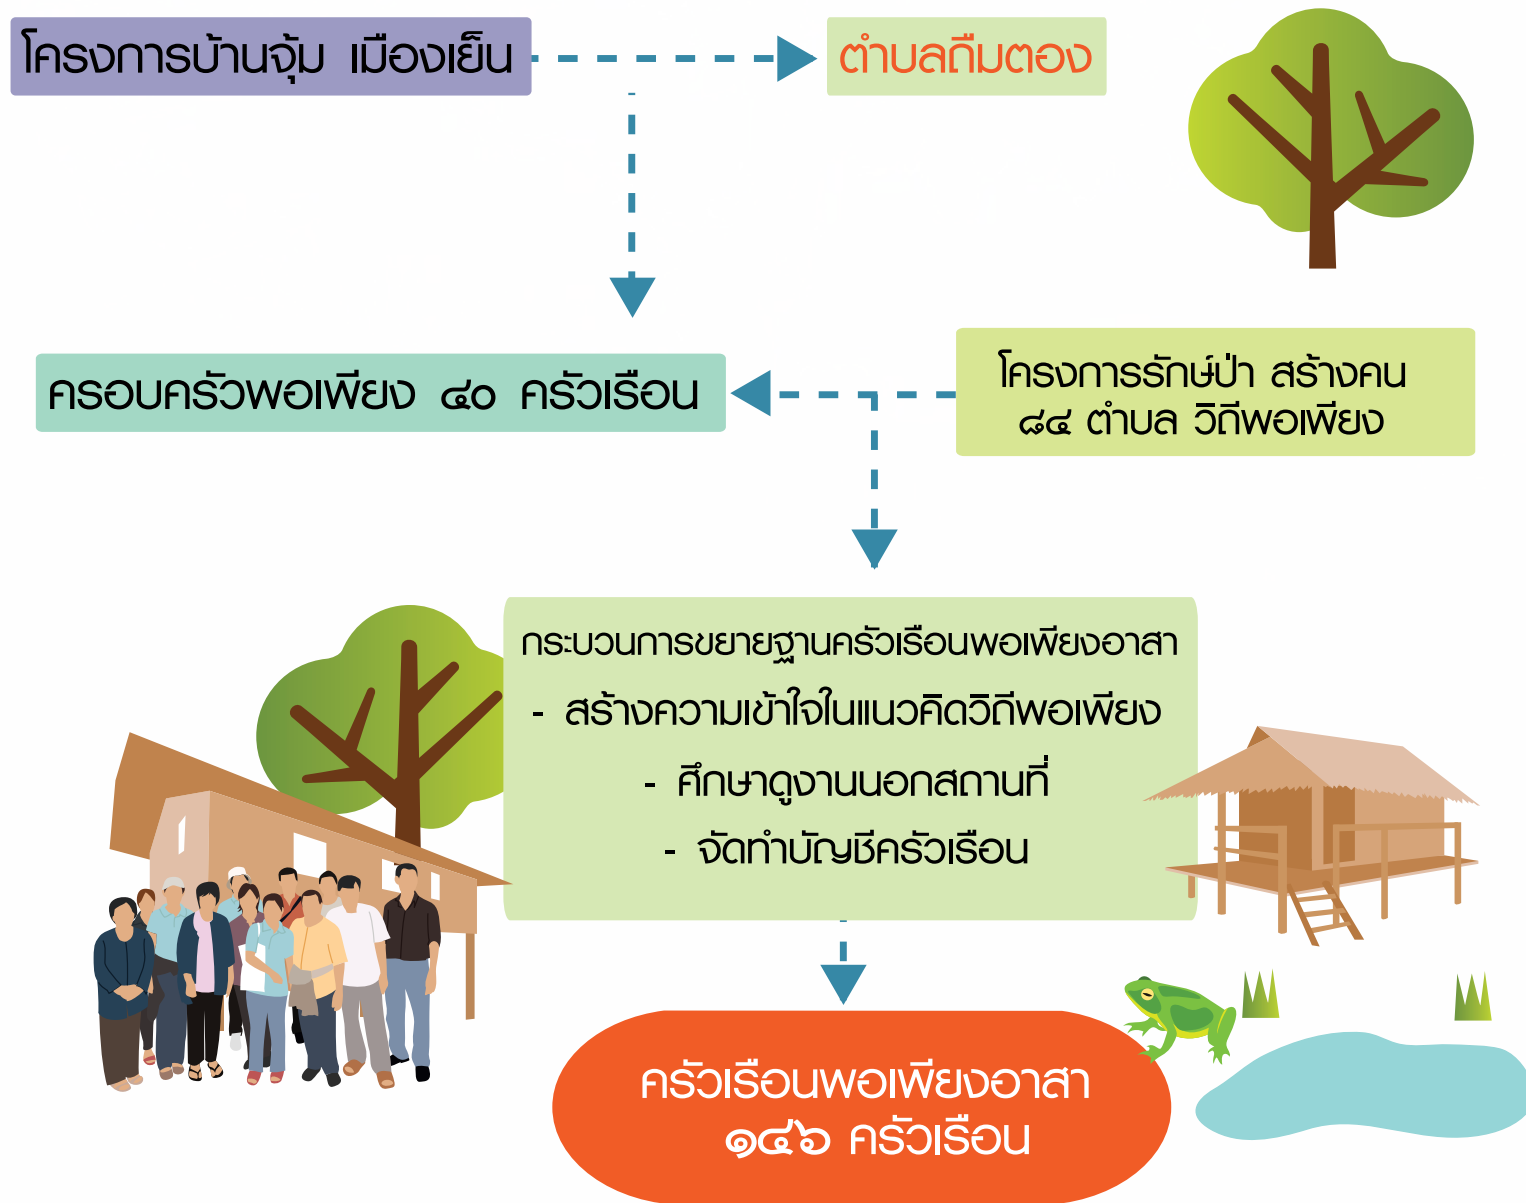 โครงการบ้านจุ้ม เมืองเย็น
ตำบลถืมตอง
ครอบครัวพอเพียง ๔๐ ครัวเรือน
โครงการรักษ์ป่า สร้างคน
๘๔ ตำบล วิถีพอเพียง
กระบวนการขยายฐานครัวเรือนพอเพียงอาสา
- สร้างความเข้าใจในแนวคิดวิถีพอเพียง
- ศึกษาดูงานนอกสถานที่
- จัดทำบัญชีครัวเรือน
ครัวเรือนพอเพียงอาสา
๑๔๖ ครัวเรือน